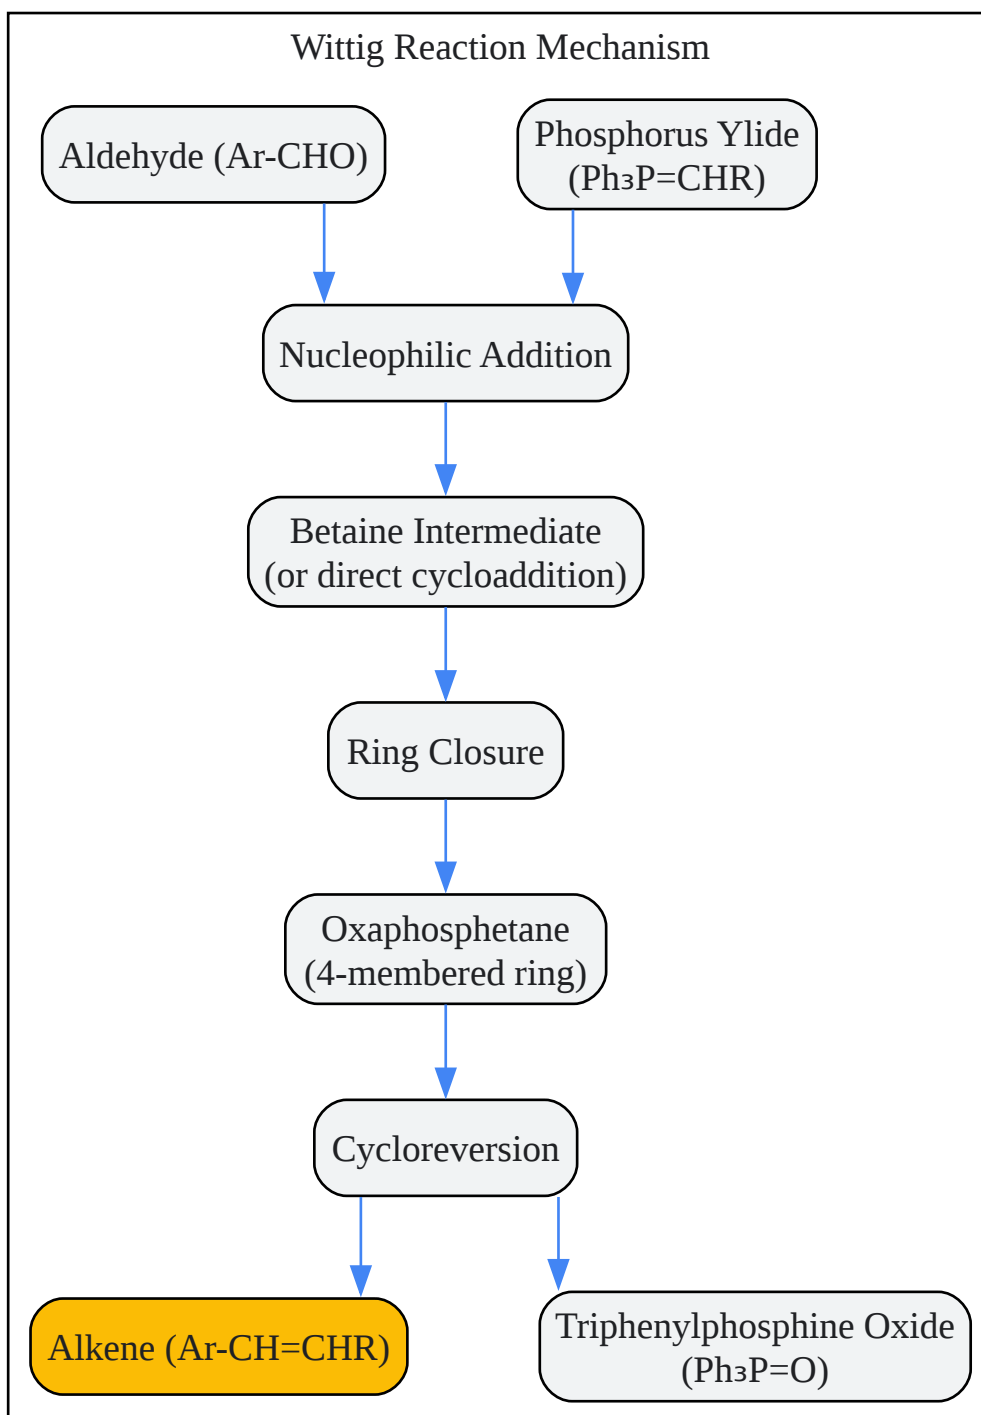 Wittig Reaction Mechanism
Aldehyde (Ar-CHO)
Phosphorus Ylide
(Ph₃P=CHR)
Nucleophilic Addition
Betaine Intermediate
(or direct cycloaddition)
Ring Closure
Oxaphosphetane
(4-membered ring)
Cycloreversion
Alkene (Ar-CH=CHR)
Triphenylphosphine Oxide
(Ph₃P=O)